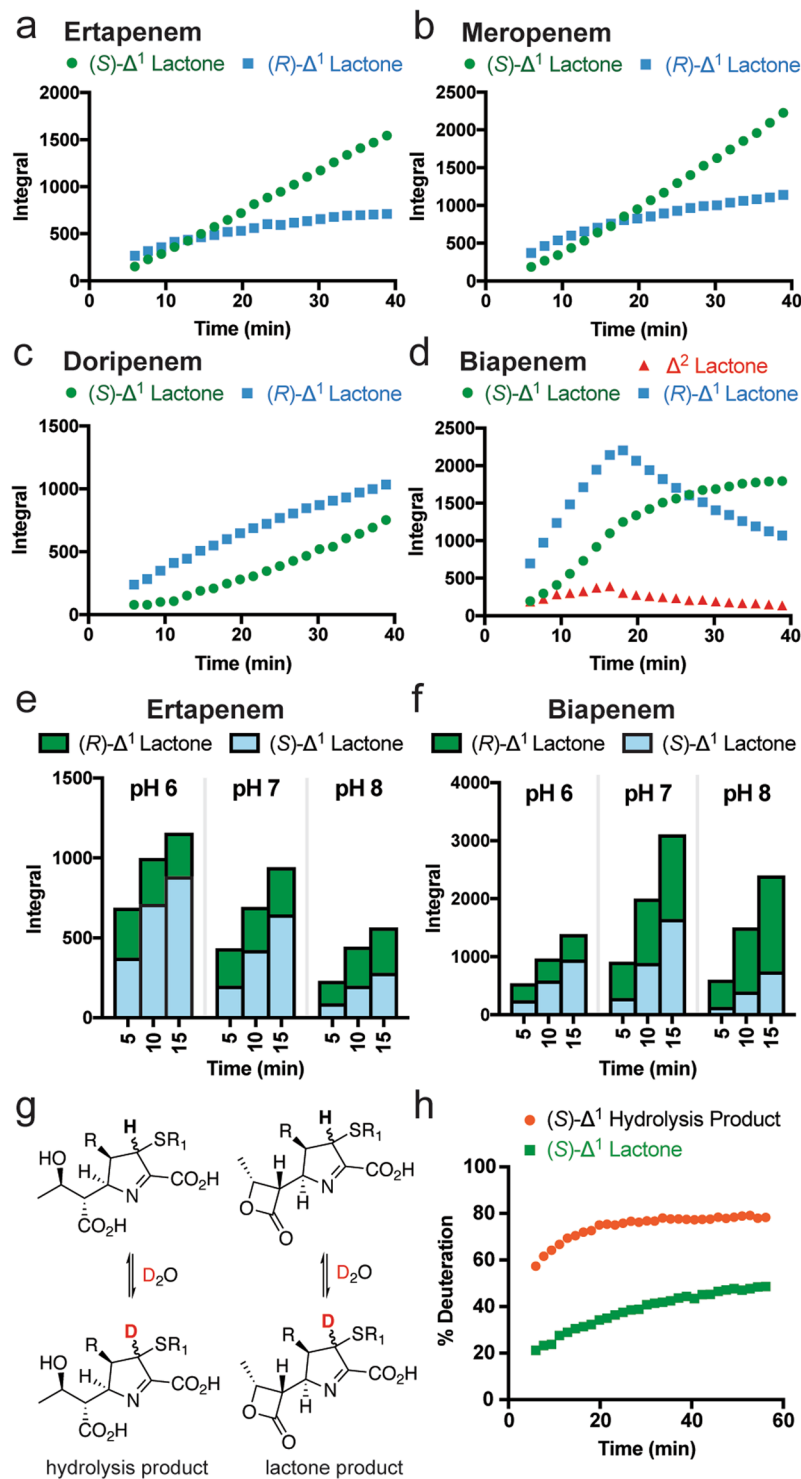 a Ertapenem
(S)-Δ¹ Lactone (R)-Δ¹ Lactone
Integral
2000
1500
1000
500
0
0 10 20 30 40
Time (min)
b Meropenem
(S)-Δ¹ Lactone (R)-Δ¹ Lactone
Integral
2500
2000
1500
1000
500
0
0 10 20 30 40
Time (min)
c Doripenem
(S)-Δ¹ Lactone (R)-Δ¹ Lactone
Integral
1000
500
0
0 10 20 30 40
Time (min)
d Biapenem
Δ² Lactone
(S)-Δ¹ Lactone (R)-Δ¹ Lactone
Integral
2500
2000
1500
1000
500
0
0 10 20 30 40
Time (min)
e Ertapenem
(R)-Δ¹ Lactone (S)-Δ¹ Lactone
pH 6 pH 7 pH 8
Integral
1500
1000
500
0
5 10 15 5 10 15 5 10 15
Time (min)
f Biapenem
(R)-Δ¹ Lactone (S)-Δ¹ Lactone
pH 6 pH 7 pH 8
Integral
4000
3000
2000
1000
0
5 10 15 5 10 15 5 10 15
Time (min)
g
H
R SR₁
HO H
N CO₂H
CO₂H
H
R SR₁
H
H N CO₂H
O
O
D₂O D₂O
D
R SR₁
HO H
N CO₂H
CO₂H
hydrolysis product
D
R SR₁
H
H N CO₂H
O
O
lactone product
h
(S)-Δ¹ Hydrolysis Product
(S)-Δ¹ Lactone
% Deuteration
100
80
60
40
20
0
0 20 40 60
Time (min)